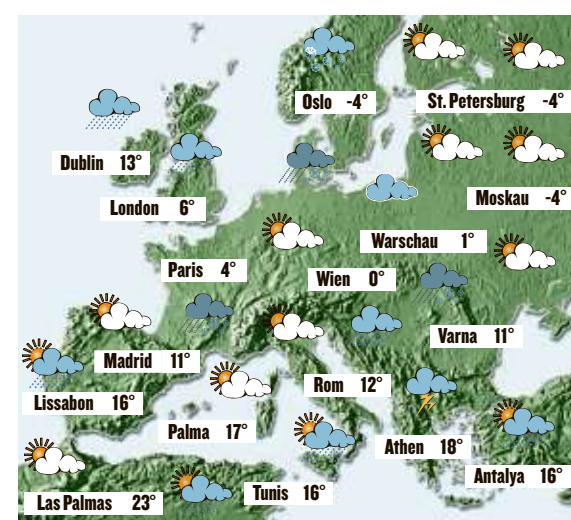 Oslo -4°
St. Petersburg -4°
Dublin 13°
Moskau -4°
London 6°
Warschau 1°
Paris 4°
Wien 0°
Varna 11°
Madrid 11°
Rom 12°
Lissabon 16°
Palma 17°
Athen 18°
Antalya 16°
Las Palmas 23°
Tunis 16°